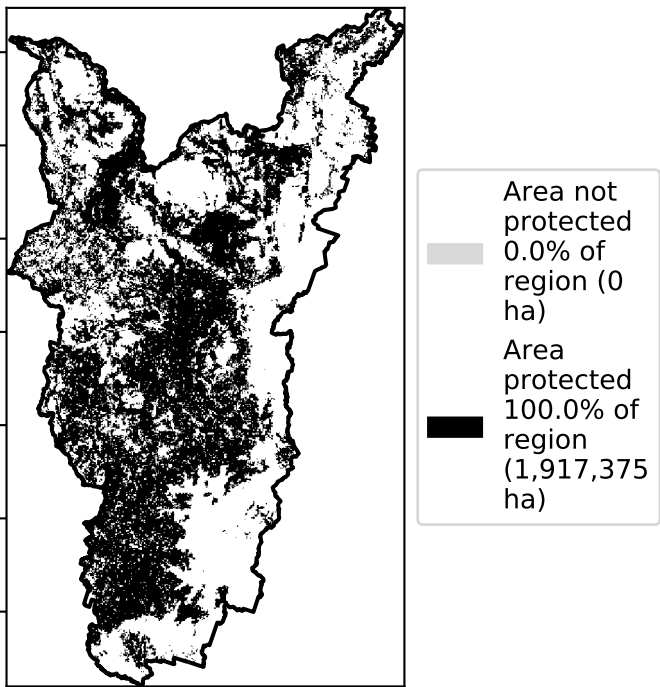 Area not
protected
0.0% of
region (0
ha)
Area
protected
100.0% of
region
(1,917,375
ha)